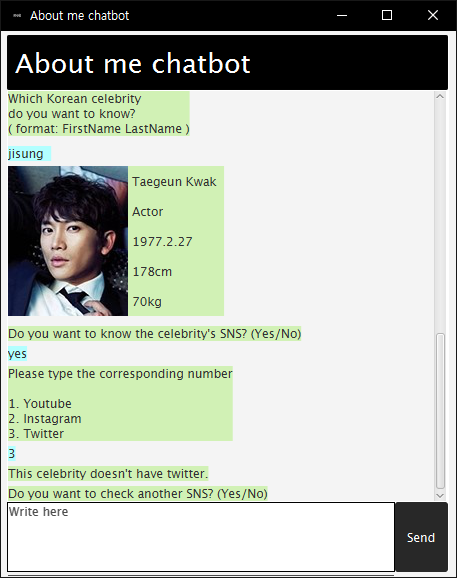 About me chatbot
About me chatbot
Which Korean celebrity
do you want to know?
( format: FirstName LastName )
jisung
Taegeun Kwak
Actor
1977.2.27
178cm
70kg
Do you want to know the celebrity's SNS? (Yes/No)
yes
Please type the corresponding number
1. Youtube
2. Instagram
3. Twitter
3
This celebrity doesn't have twitter.
Do you want to check another SNS? (Yes/No)
Write here
Send